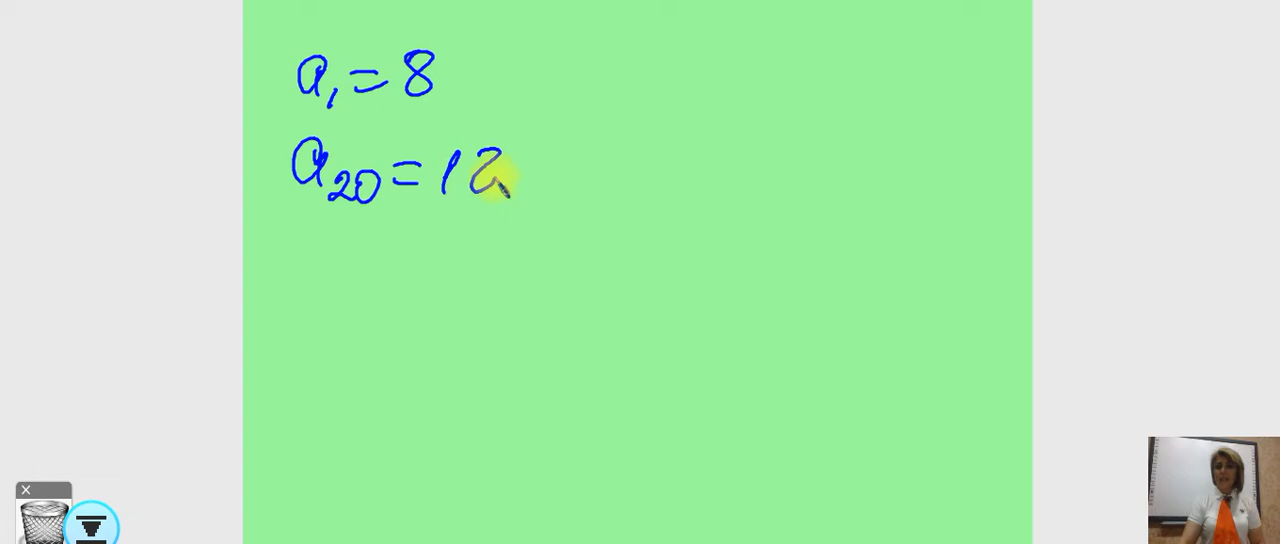 a₁ = 8
a₂₀ = 12